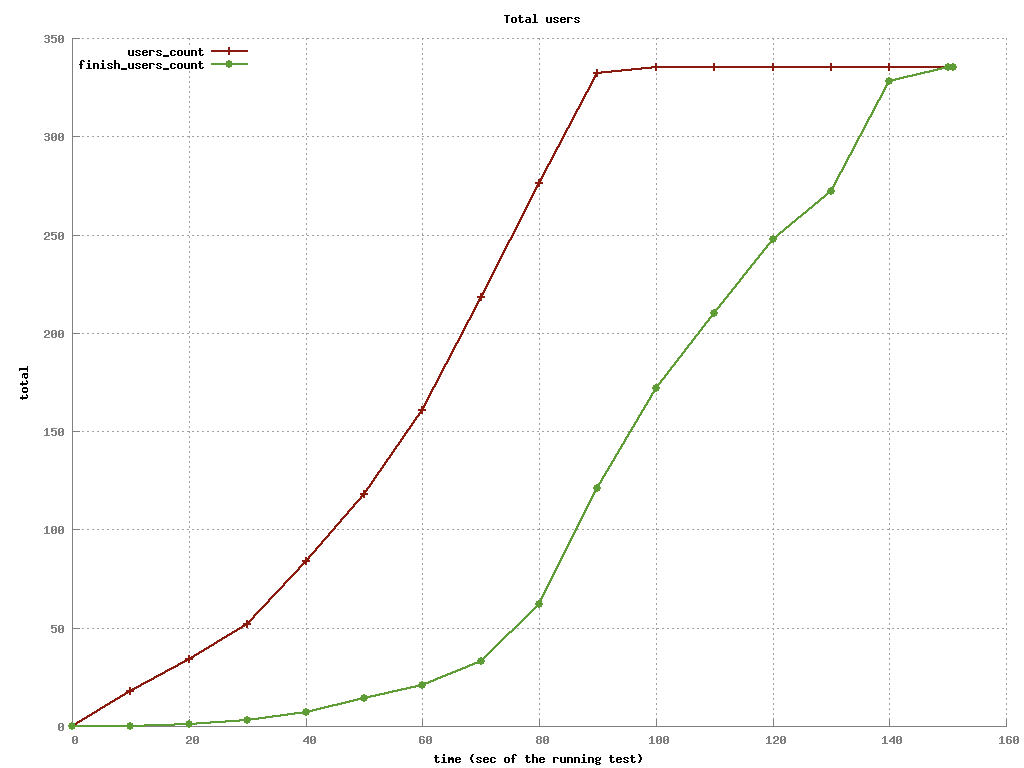 Total users
users_count
finish_users_count
350
300
250
200
150
100
50
0
total
0 20 40 60 80 100 120 140 160
time (sec of the running test)